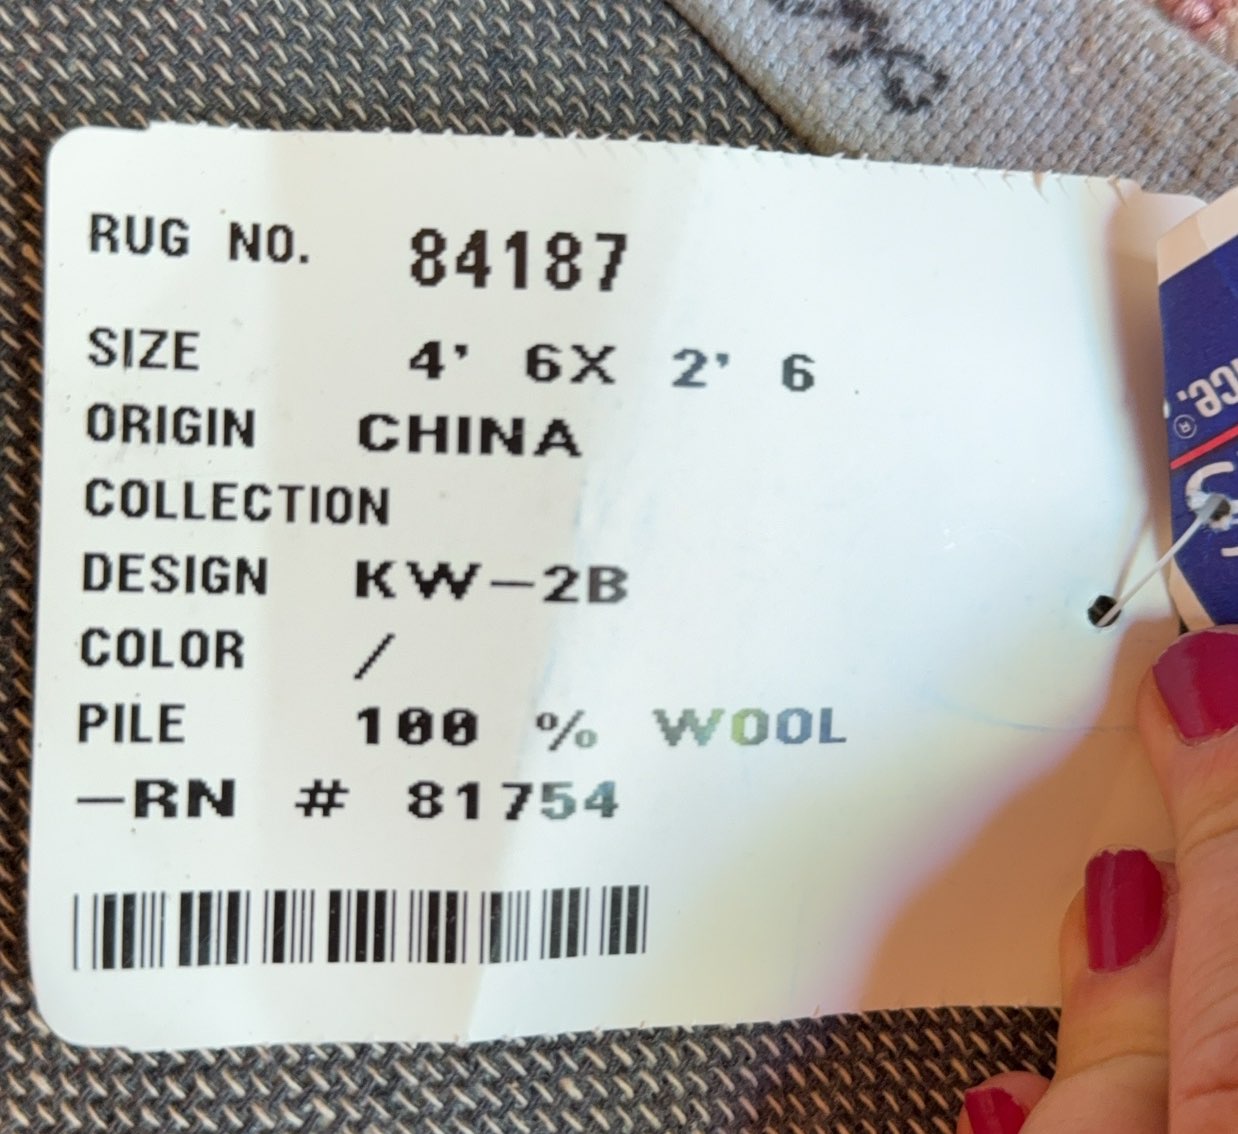 RUG NO. 84187
SIZE 4' 6X 2' 6
ORIGIN CHINA
COLLECTION
DESIGN KW-2B
COLOR /
PILE 100 % WOOL
-RN # 81754